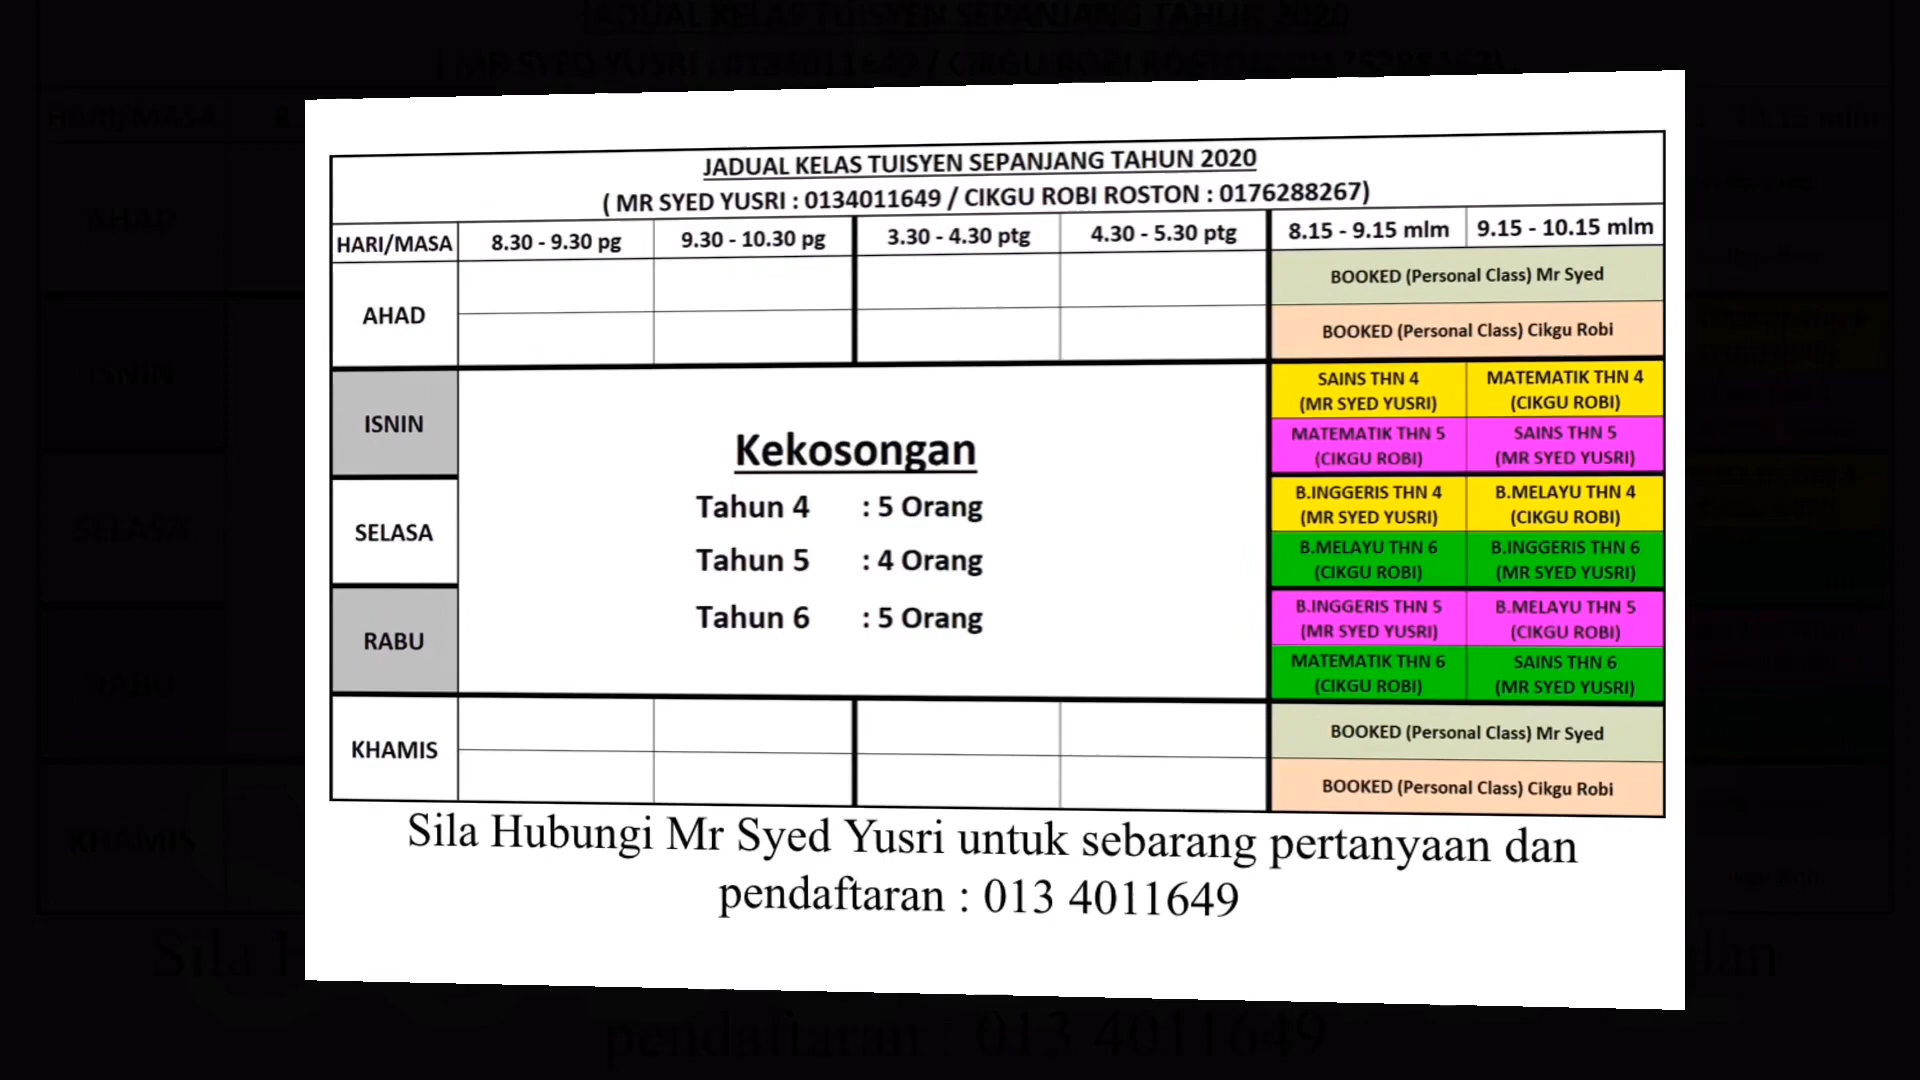 JADUAL KELAS TUISYEN SEPANJANG TAHUN 2020
( MR SYED YUSRI : 0134011649 / CIKGU ROBI ROSTON : 0176288267)
HARI/MASA 8.30 - 9.30 pg 9.30 - 10.30 pg 3.30 - 4.30 ptg 4.30 - 5.30 ptg 8.15 - 9.15 mlm 9.15 - 10.15 mlm
AHAD
BOOKED (Personal Class) Mr Syed
BOOKED (Personal Class) Cikgu Robi
ISNIN
SAINS THN 4 MATEMATIK THN 4
(MR SYED YUSRI) (CIKGU ROBI)
MATEMATIK THN 5 SAINS THN 5
(CIKGU ROBI) (MR SYED YUSRI)
Kekosongan
Tahun 4 : 5 Orang
Tahun 5 : 4 Orang
Tahun 6 : 5 Orang
SELASA
B.INGGERIS THN 4 B.MELAYU THN 4
(MR SYED YUSRI) (CIKGU ROBI)
B.MELAYU THN 6 B.INGGERIS THN 6
(CIKGU ROBI) (MR SYED YUSRI)
RABU
B.INGGERIS THN 5 B.MELAYU THN 5
(MR SYED YUSRI) (CIKGU ROBI)
MATEMATIK THN 6 SAINS THN 6
(CIKGU ROBI) (MR SYED YUSRI)
KHAMIS
BOOKED (Personal Class) Mr Syed
BOOKED (Personal Class) Cikgu Robi
Sila Hubungi Mr Syed Yusri untuk sebarang pertanyaan dan
pendaftaran : 013 4011649